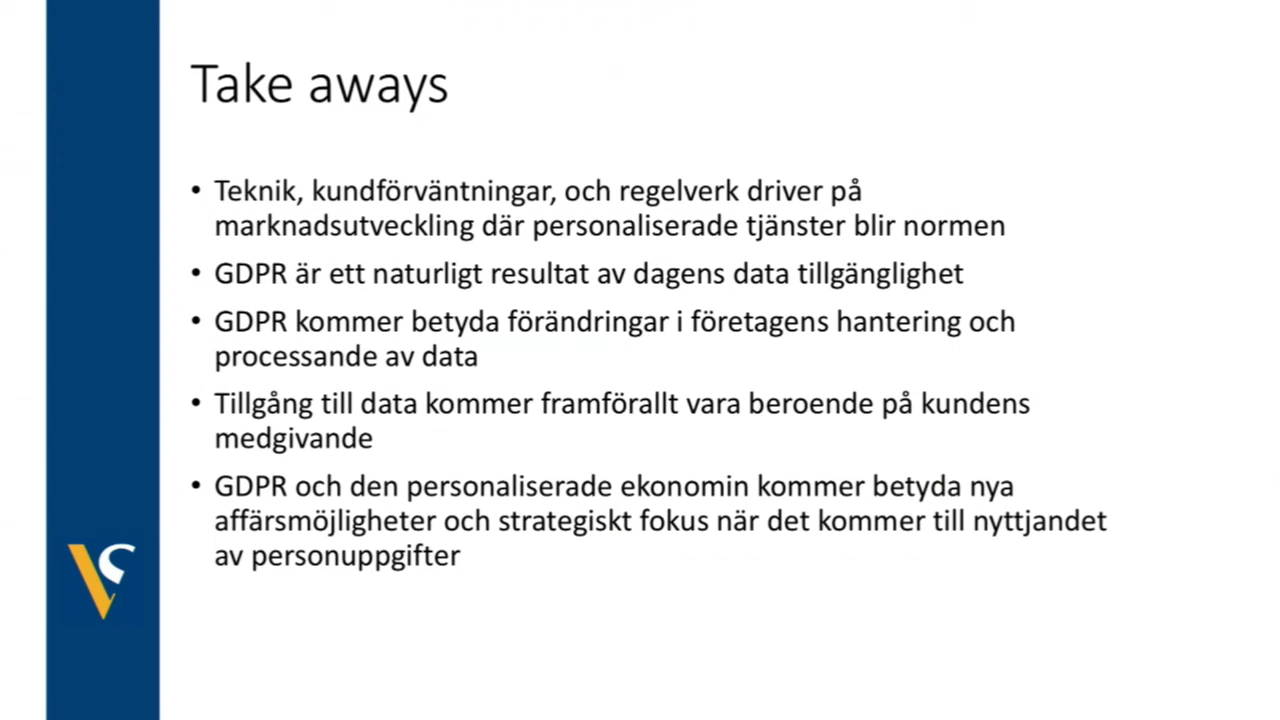 Take aways
• Teknik, kundförväntningar, och regelverk driver på
marknadsutveckling där personaliserade tjänster blir normen
• GDPR är ett naturligt resultat av dagens data tillgänglighet
• GDPR kommer betyda förändringar i företagens hantering och
processande av data
• Tillgång till data kommer framförallt vara beroende på kundens
medgivande
• GDPR och den personaliserade ekonomin kommer betyda nya
affärsmöjligheter och strategiskt fokus när det kommer till nyttjandet
av personuppgifter